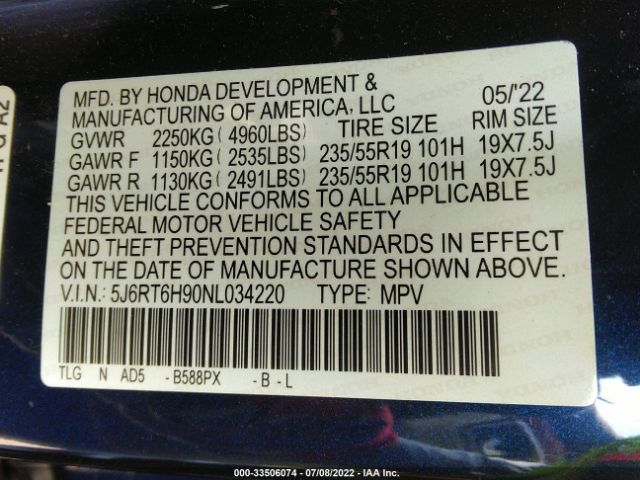 MFD. BY HONDA DEVELOPMENT &
MANUFACTURING OF AMERICA, LLC 05/'22
GVWR 2250KG ( 4960LBS) TIRE SIZE RIM SIZE
GAWR F 1150KG ( 2535LBS) 235/55R19 101H 19X7.5J
GAWR R 1130KG ( 2491LBS) 235/55R19 101H 19X7.5J
THIS VEHICLE CONFORMS TO ALL APPLICABLE
FEDERAL MOTOR VEHICLE SAFETY
AND THEFT PREVENTION STANDARDS IN EFFECT
ON THE DATE OF MANUFACTURE SHOWN ABOVE.
V.I.N.: 5J6RT6H90NL034220 TYPE: MPV
TLG N AD5 - B588PX - B - L
000-33506074 - 07/08/2022 - IAA Inc.